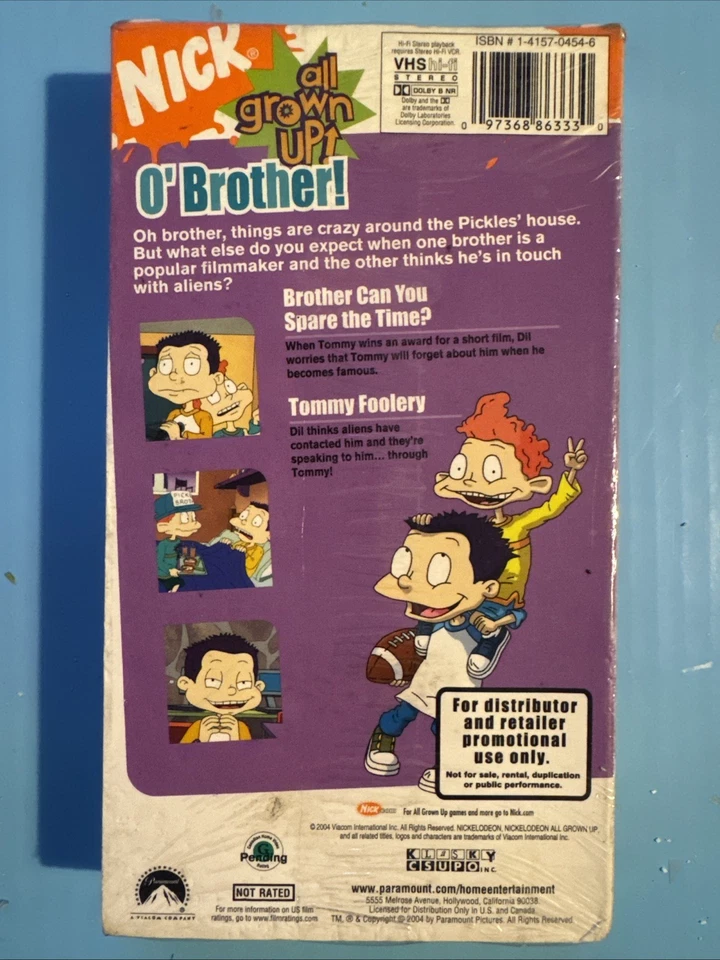 NICK®
all
grown
UP!
Hi-Fi Stereo playback
requires Stereo Hi-Fi VCR.
VHS hi-fi
STEREO
DOLBY B NR
Dolby and the
are trademarks of
Dolby Laboratories
Licensing Corporation.
ISBN # 1-4157-0454-6
0 97368 86333 0
O' Brother!
Oh brother, things are crazy around the Pickles' house.
But what else do you expect when one brother is a
popular filmmaker and the other thinks he's in touch
with aliens?
Brother Can You
Spare the Time?
When Tommy wins an award for a short film, Dil
worries that Tommy will forget about him when he
becomes famous.
Tommy Foolery
Dil thinks aliens have
contacted him and they're
speaking to him... through
Tommy!
For distributor
and retailer
promotional
use only.
Not for sale, rental, duplication
or public performance.
NICK For All Grown Up games and more go to Nick.com
© 2004 Viacom International Inc. All Rights Reserved. NICKELODEON, NICKELODEON ALL GROWN UP
and all related titles, logos and characters are trademarks of Viacom International Inc.
KLASKY
CSUPO INC.
G
Pending
NOT RATED
For more information on US film
ratings, go to www.filmratings.com
Paramount
A VIACOM COMPANY
www.paramount.com/homeentertainment
5555 Melrose Avenue, Hollywood, California 90038.
Licensed for Distribution Only in U.S. and Canada.
TM, ® & Copyright © 2004 by Paramount Pictures. All Rights Reserved.